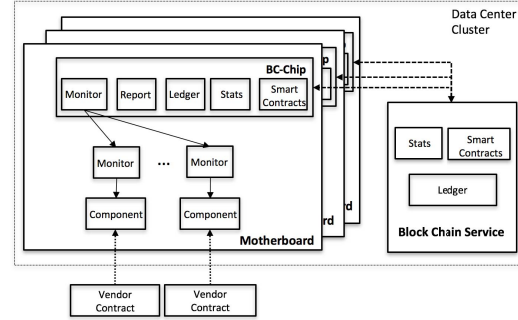 Data Center
Cluster
BC-Chip
Monitor
Report
Ledger
Stats
Smart
Contracts
Monitor
...
Monitor
Component
Component
Motherboard
Stats
Smart
Contracts
Ledger
Block Chain Service
Vendor
Contract
Vendor
Contract